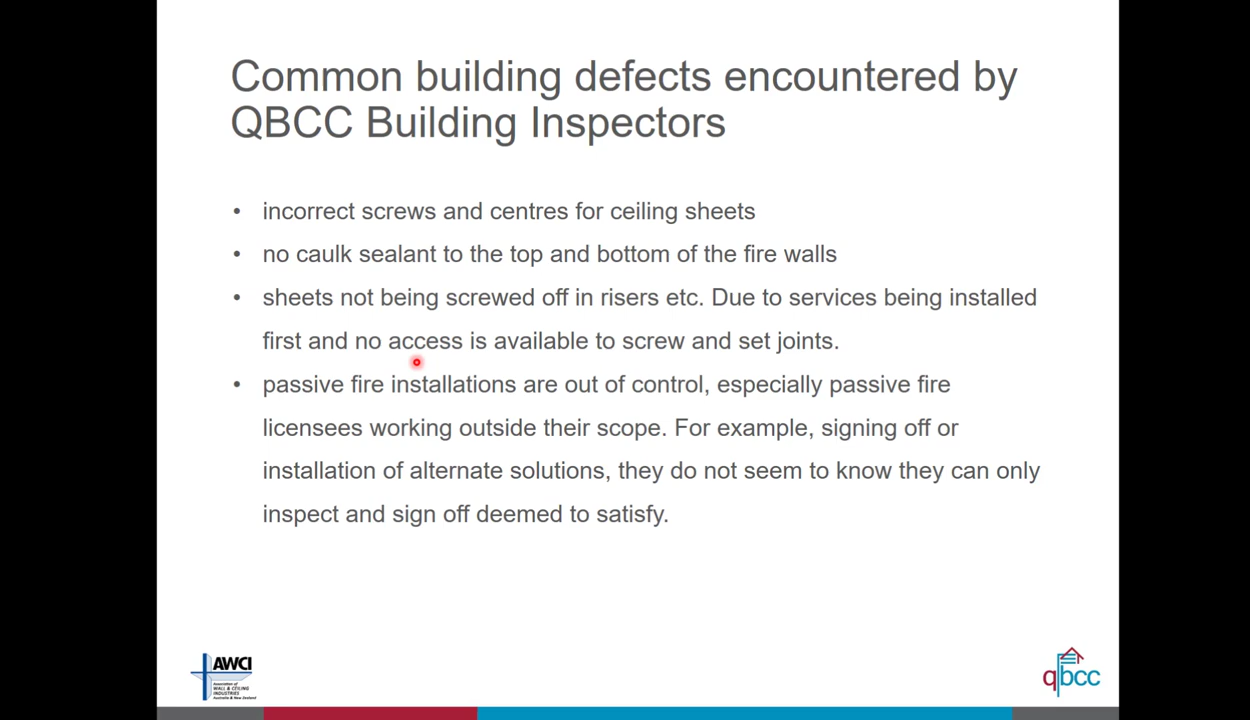 Common building defects encountered by
QBCC Building Inspectors
• incorrect screws and centres for ceiling sheets
• no caulk sealant to the top and bottom of the fire walls
• sheets not being screwed off in risers etc. Due to services being installed
first and no access is available to screw and set joints.
• passive fire installations are out of control, especially passive fire
licensees working outside their scope. For example, signing off or
installation of alternate solutions, they do not seem to know they can only
inspect and sign off deemed to satisfy.
AWCI
Association of
WALL & CEILING
INDUSTRIES
Australia & New Zealand
qbcc